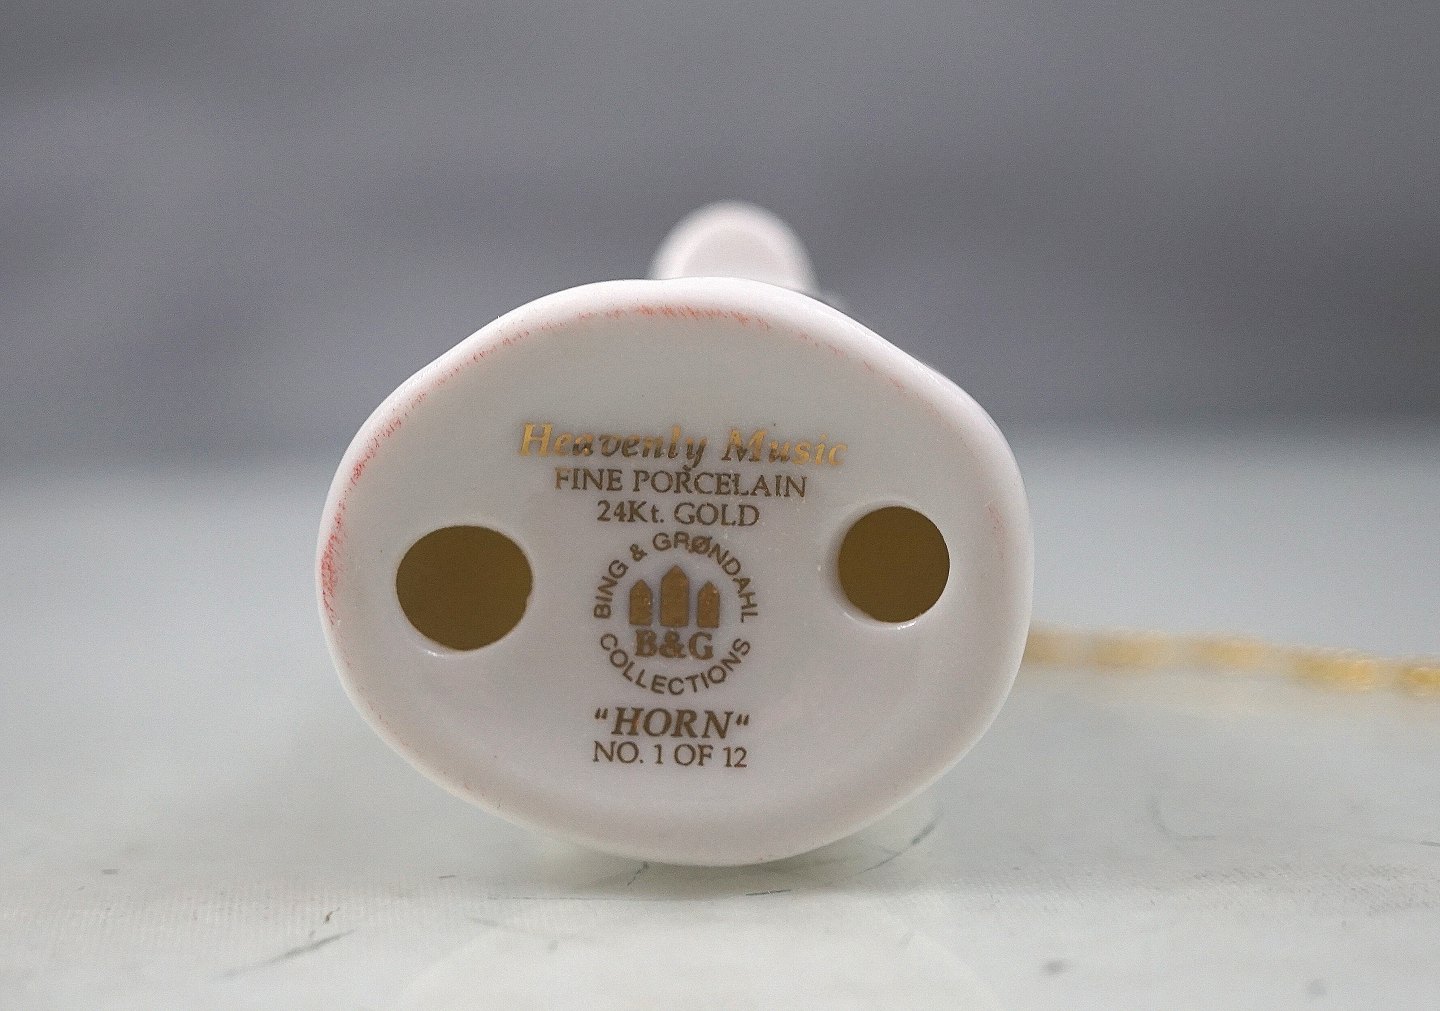 Heavenly Music
FINE PORCELAIN
24Kt. GOLD
BING & GRØNDAHL
B&G
COLLECTIONS
"HORN"
NO. 1 OF 12